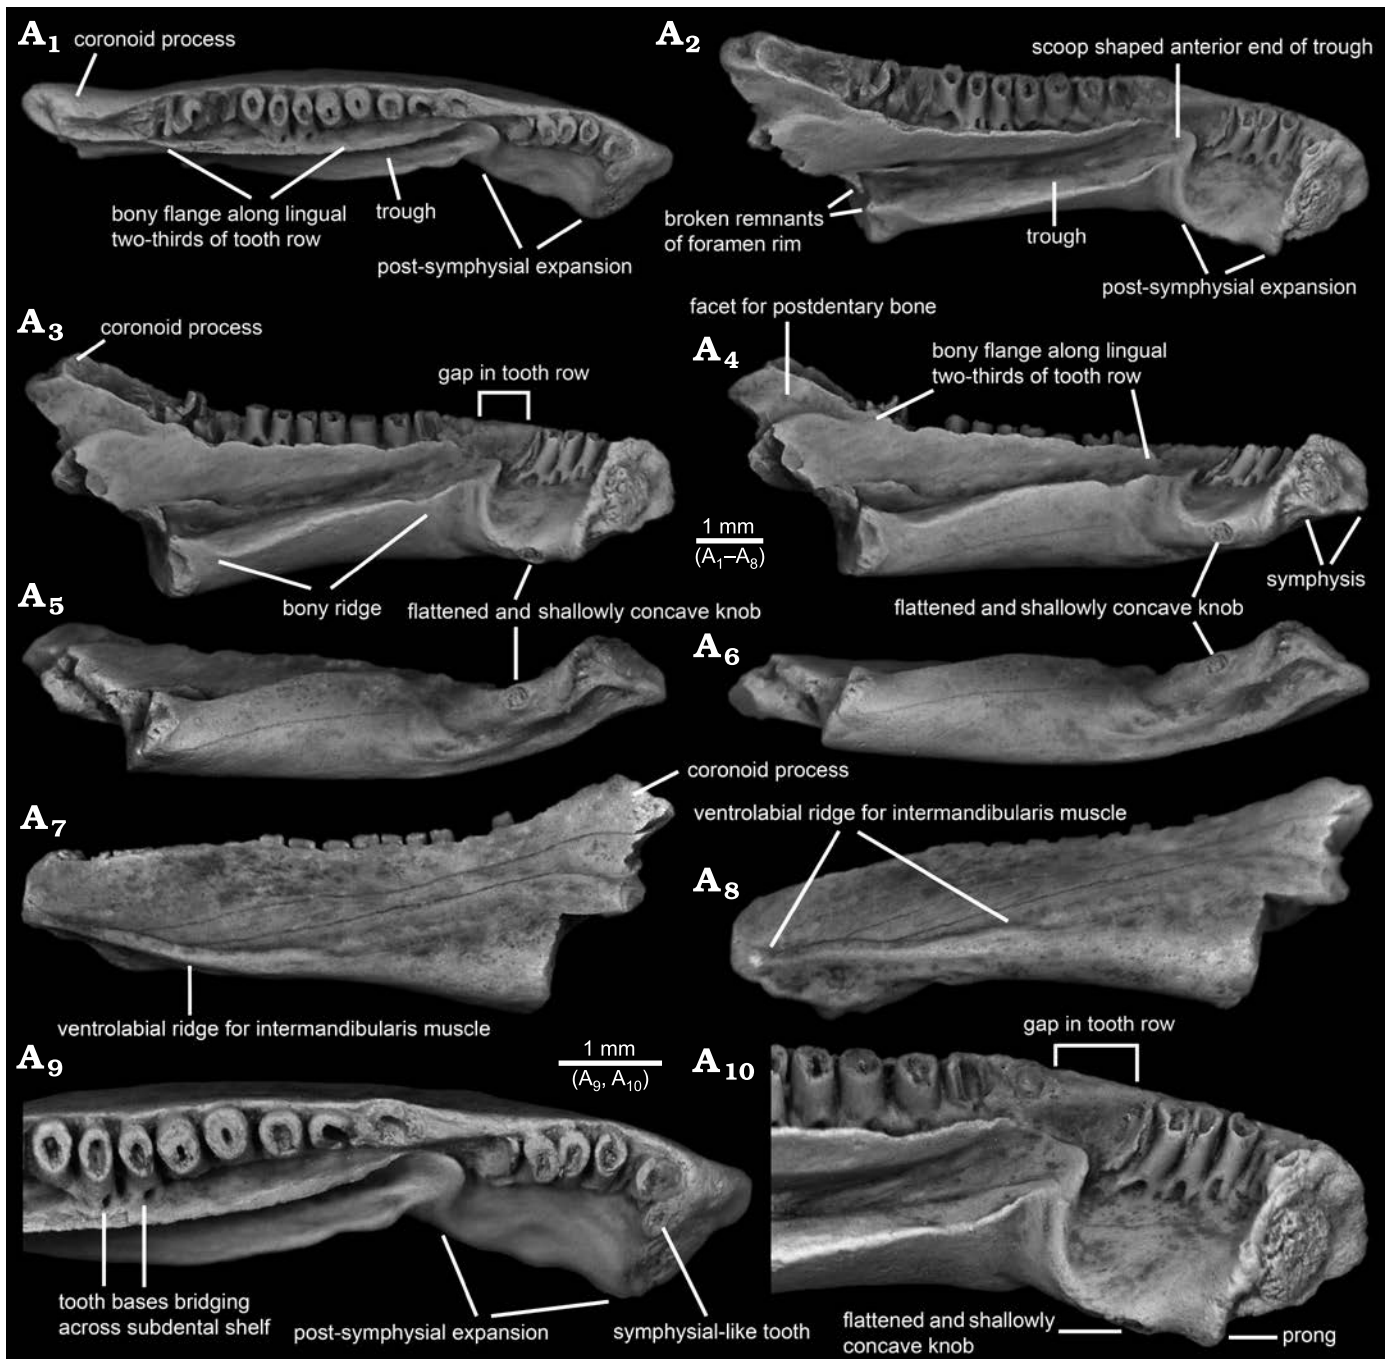 A1
coronoid process
bony flange along lingual
two-thirds of tooth row
trough
post-symphysial expansion
A2
scoop shaped anterior end of trough
broken remnants
of foramen rim
trough
post-symphysial expansion
A3
coronoid process
gap in tooth row
bony ridge
flattened and shallowly concave knob
A4
facet for postdentary bone
bony flange along lingual
two-thirds of tooth row
1 mm
(A1–A8)
symphysis
flattened and shallowly concave knob
A5
A6
A7
coronoid process
ventrolabial ridge for intermandibularis muscle
A8
ventrolabial ridge for intermandibularis muscle
A9
1 mm
(A9, A10)
tooth bases bridging
across subdental shelf
post-symphysial expansion
symphysial-like tooth
A10
gap in tooth row
flattened and shallowly
concave knob
prong